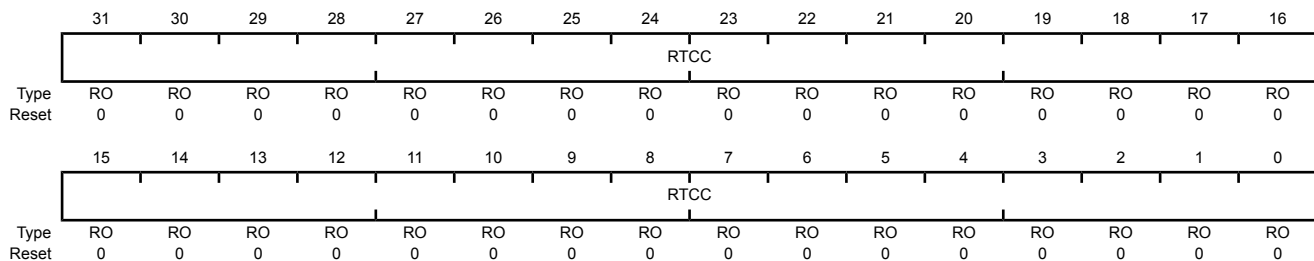 31 30 29 28 27 26 25 24 23 22 21 20 19 18 17 16
RTCC
Type RO RO RO RO RO RO RO RO RO RO RO RO RO RO RO RO
Reset 0 0 0 0 0 0 0 0 0 0 0 0 0 0 0 0
15 14 13 12 11 10 9 8 7 6 5 4 3 2 1 0
RTCC
Type RO RO RO RO RO RO RO RO RO RO RO RO RO RO RO RO
Reset 0 0 0 0 0 0 0 0 0 0 0 0 0 0 0 0